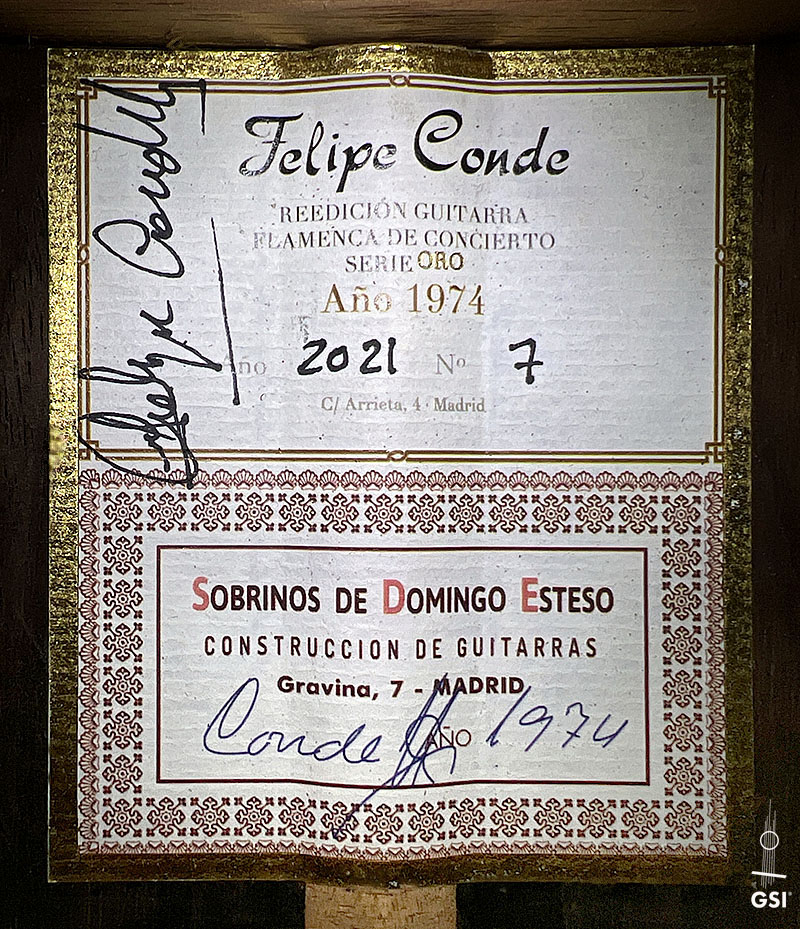 Felipe Conde
REEDICIÓN GUITARRA
FLAMENCA DE CONCIERTO
SERIE ORO
Año 1974
Año 2021 Nº 7
C/ Arrieta, 4 · Madrid
SOBRINOS DE DOMINGO ESTESO
CONSTRUCCION DE GUITARRAS
Gravina, 7 - MADRID
Conde AÑO 1974
GSI